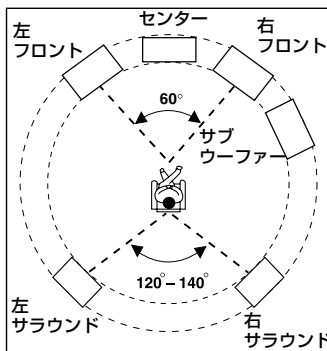 左
フロント
センター
右
フロント
60°
サブ
ウーファー
120°–140°
左
サラウンド
右
サラウンド